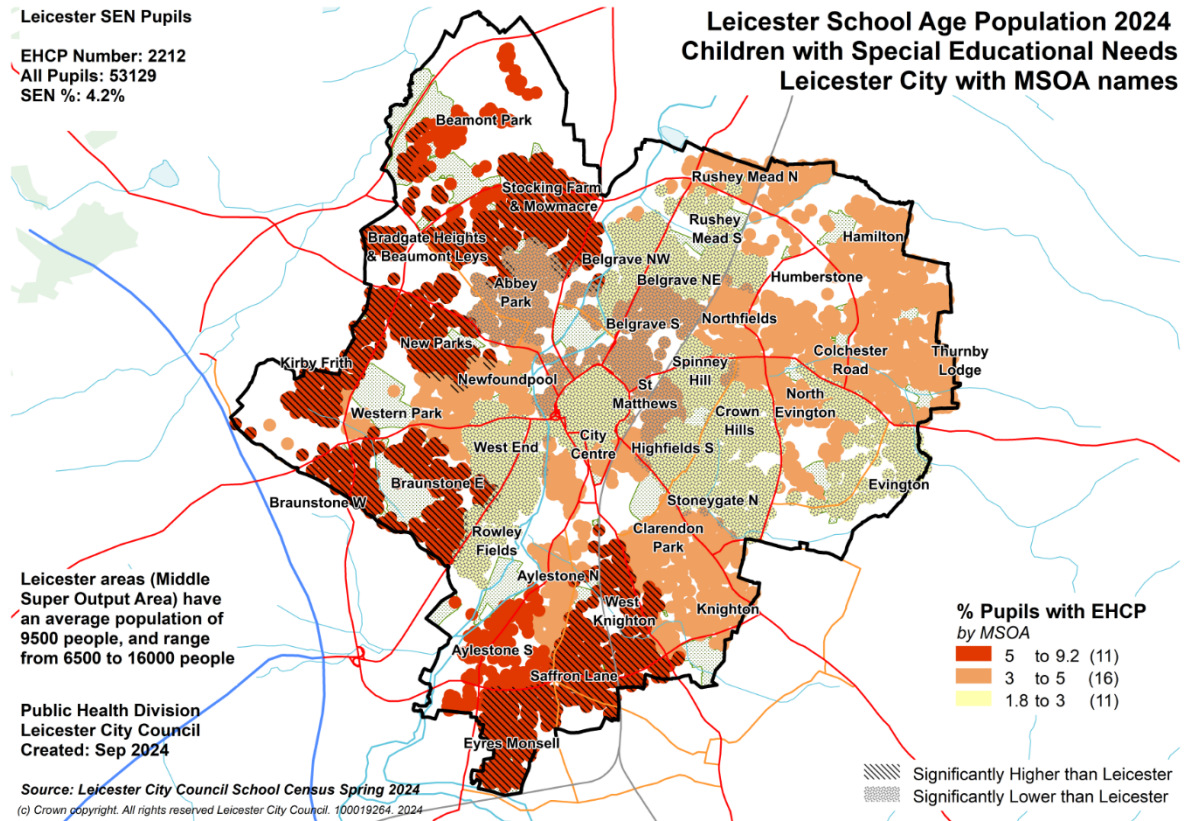 Leicester SEN Pupils
EHCP Number: 2212
All Pupils: 53129
SEN %: 4.2%
Leicester School Age Population 2024
Children with Special Educational Needs
Leicester City with MSOA names
Beamont Park
Stocking Farm
& Mowmacre
Rushey Mead N
Rushey
Mead S
Hamilton
Bradgate Heights
& Beaumont Leys
Belgrave NW
Belgrave NE
Humberstone
Abbey
Park
Belgrave S
Northfields
New Parks
Kirby Frith
Newfoundpool
Spinney
Hill
Colchester
Road
Thurnby
Lodge
St
Matthews
Western Park
North
Evington
Crown
Hills
West End
City
Centre
Highfields S
Braunstone E
Braunstone W
Evington
Stoneygate N
Rowley
Fields
Clarendon
Park
Aylestone N
West
Knighton
Knighton
Aylestone S
Saffron Lane
Eyres Monsell
Leicester areas (Middle
Super Output Area) have
an average population of
9500 people, and range
from 6500 to 16000 people
Public Health Division
Leicester City Council
Created: Sep 2024
Source: Leicester City Council School Census Spring 2024
(c) Crown copyright. All rights reserved Leicester City Council. 100019264. 2024
% Pupils with EHCP
by MSOA
5 to 9.2 (11)
3 to 5 (16)
1.8 to 3 (11)
Significantly Higher than Leicester
Significantly Lower than Leicester